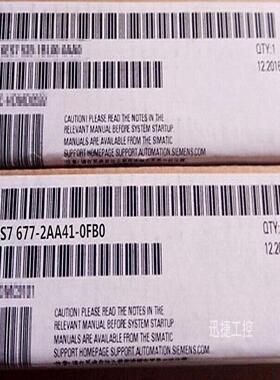 QTY:1
12.2016
CAUTION! PLEASE READ THE NOTES IN THE
RELEVANT MANUAL BEFORE SYSTEM STARTUP.
MANUALS ARE AVAILABLE FROM THE SIMATIC
SUPPORT HOMEPAGE SUPPORT.AUTOMATION.SIEMENS.COM
S7 677-2AA41-0FB0
QTY:
12.20
CAUTION! PLEASE READ THE NOTES IN THE
RELEVANT MANUAL BEFORE SYSTEM STARTUP.
MANUALS ARE AVAILABLE FROM THE SIMATIC
SUPPORT HOMEPAGE SUPPORT.AUTOMATION.SIEMENS.COM
迅捷工控